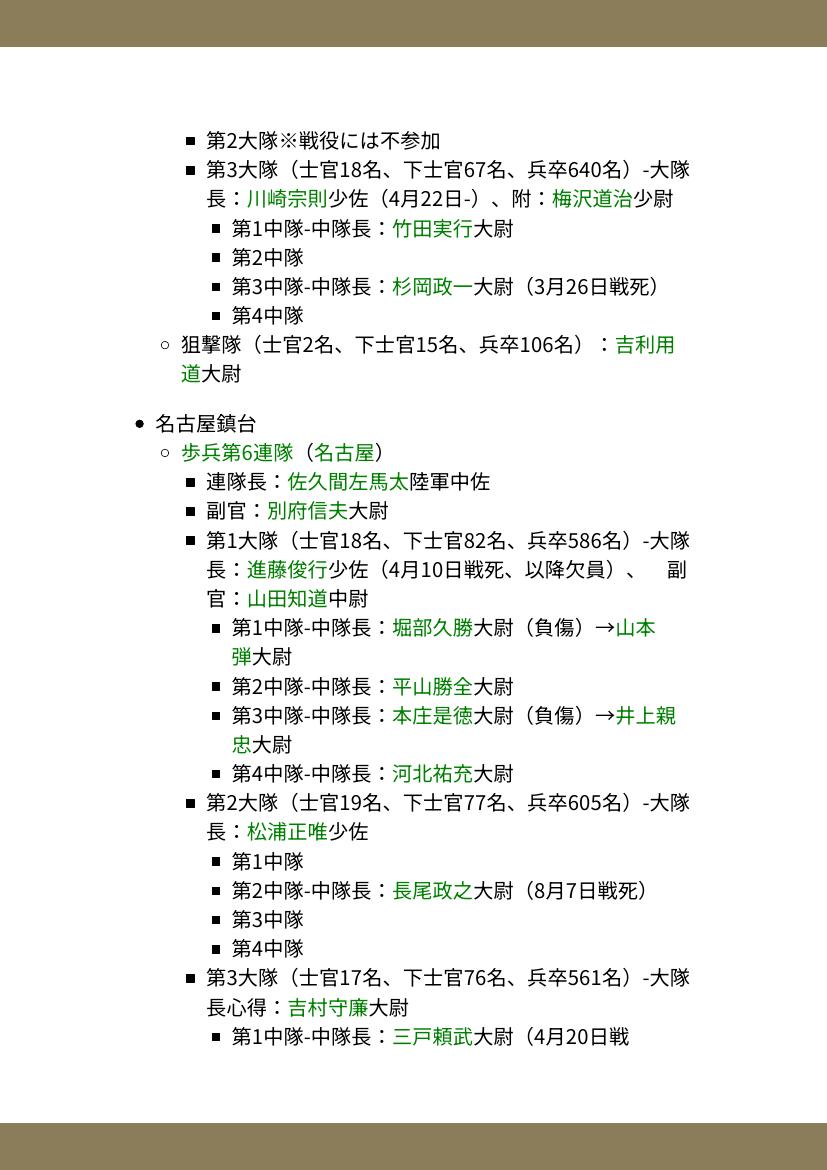 第2大隊※戦役には不参加
第3大隊（士官18名、下士官67名、兵卒640名）-大隊
長：川崎宗則少佐（4月22日-）、附：梅沢道治少尉
第1中隊-中隊長：竹田実行大尉
第2中隊
第3中隊-中隊長：杉岡政一大尉（3月26日戦死）
第4中隊
狙撃隊（士官2名、下士官15名、兵卒106名）：吉利用
道大尉
名古屋鎮台
歩兵第6連隊（名古屋）
連隊長：佐久間左馬太陸軍中佐
副官：別府信夫大尉
第1大隊（士官18名、下士官82名、兵卒586名）-大隊
長：進藤俊行少佐（4月10日戦死、以降欠員）、　副
官：山田知道中尉
第1中隊-中隊長：堀部久勝大尉（負傷）→山本
弾大尉
第2中隊-中隊長：平山勝全大尉
第3中隊-中隊長：本庄是徳大尉（負傷）→井上親
忠大尉
第4中隊-中隊長：河北祐充大尉
第2大隊（士官19名、下士官77名、兵卒605名）-大隊
長：松浦正唯少佐
第1中隊
第2中隊-中隊長：長尾政之大尉（8月7日戦死）
第3中隊
第4中隊
第3大隊（士官17名、下士官76名、兵卒561名）-大隊
長心得：吉村守廉大尉
第1中隊-中隊長：三戸頼武大尉（4月20日戦